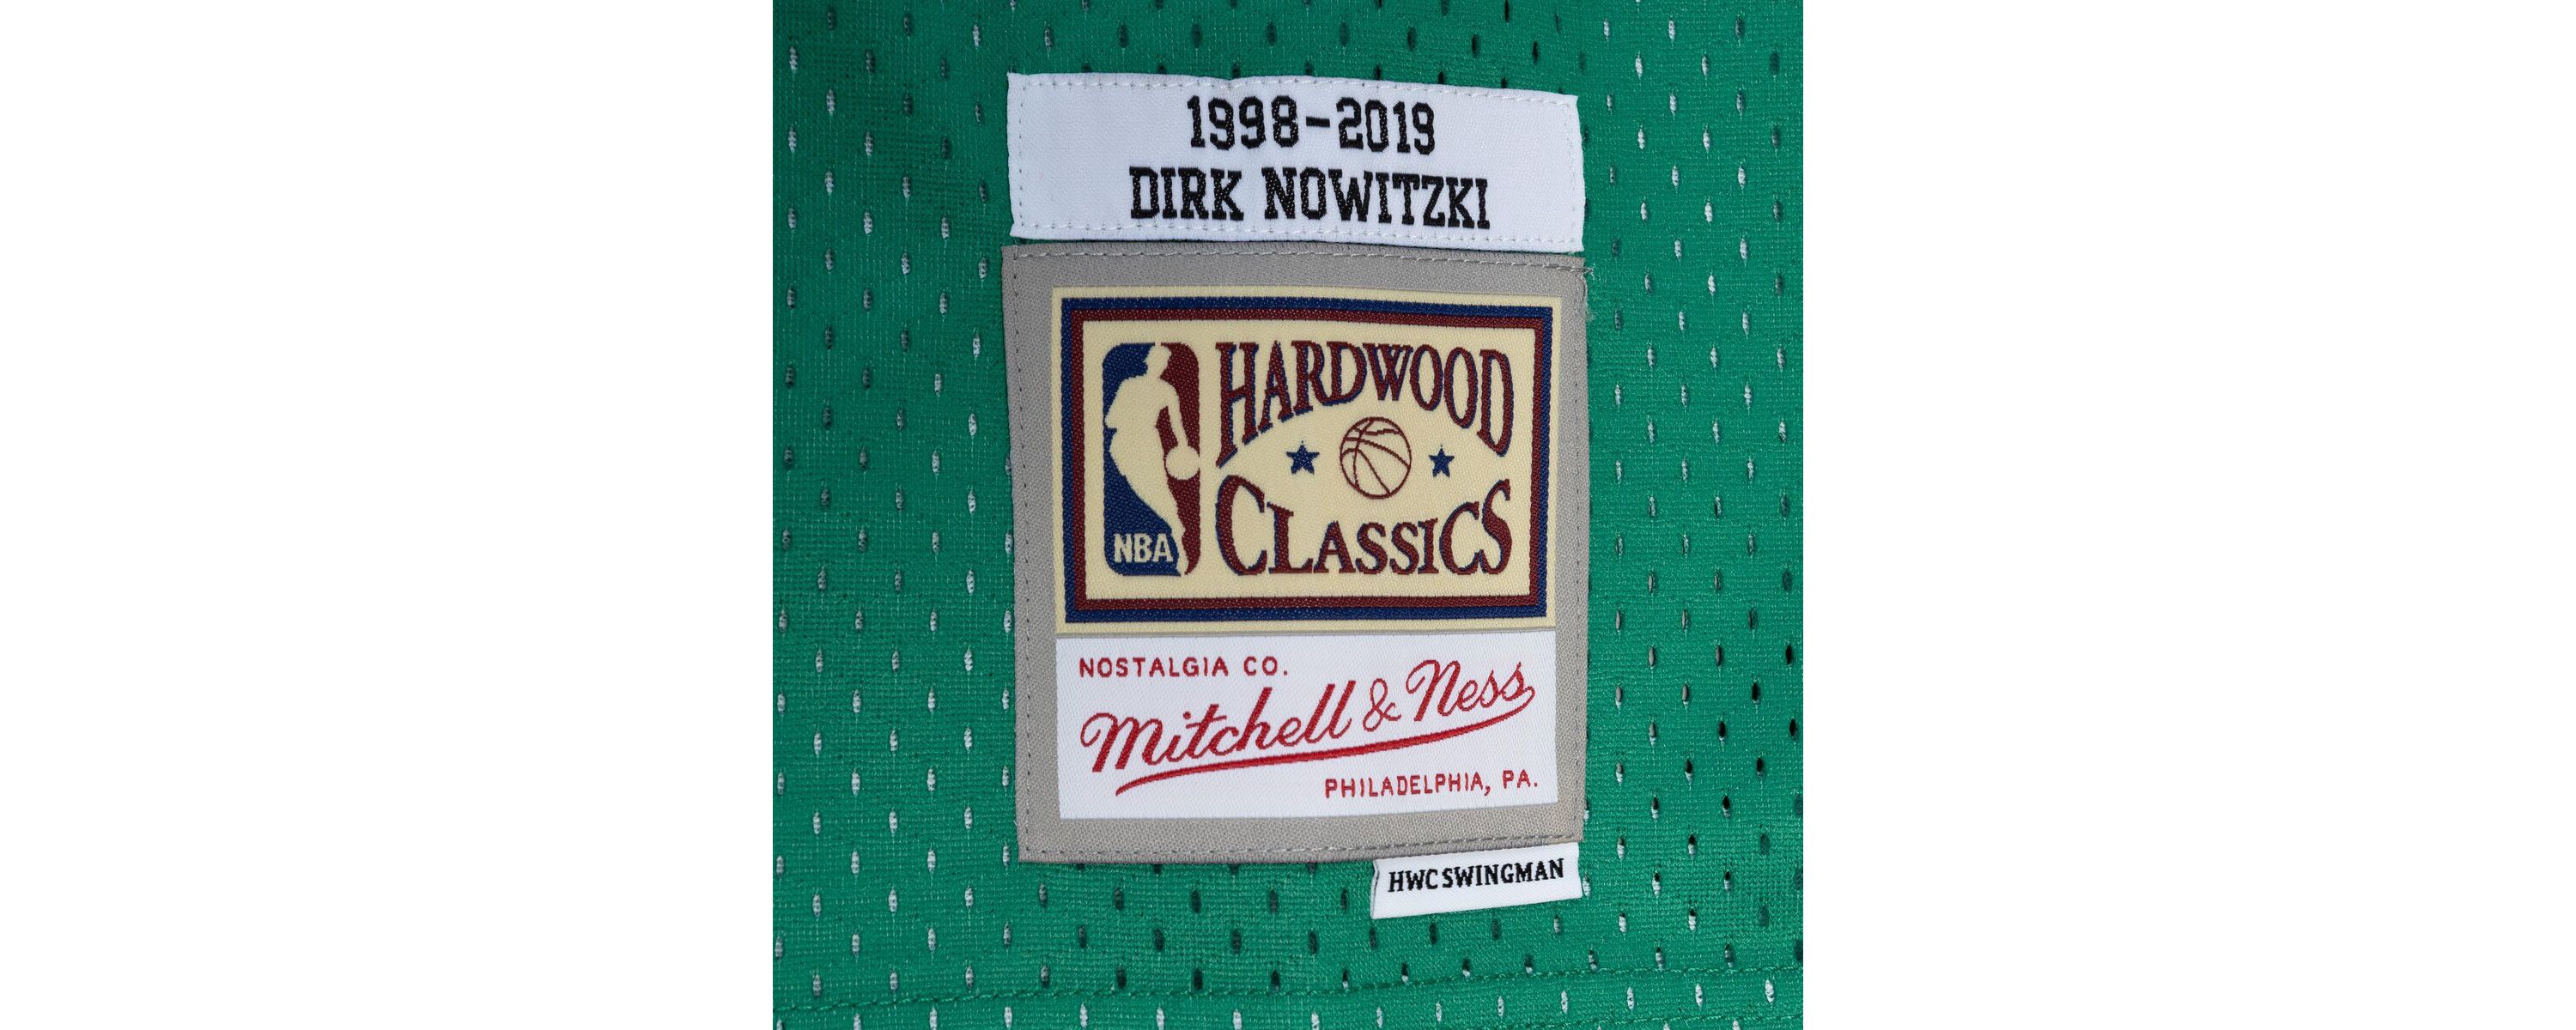 1998-2019
DIRK NOWITZKI
HARDWOOD
CLASSICS
NBA
NOSTALGIA CO.
Mitchell & Ness
PHILADELPHIA, PA.
HWC SWINGMAN